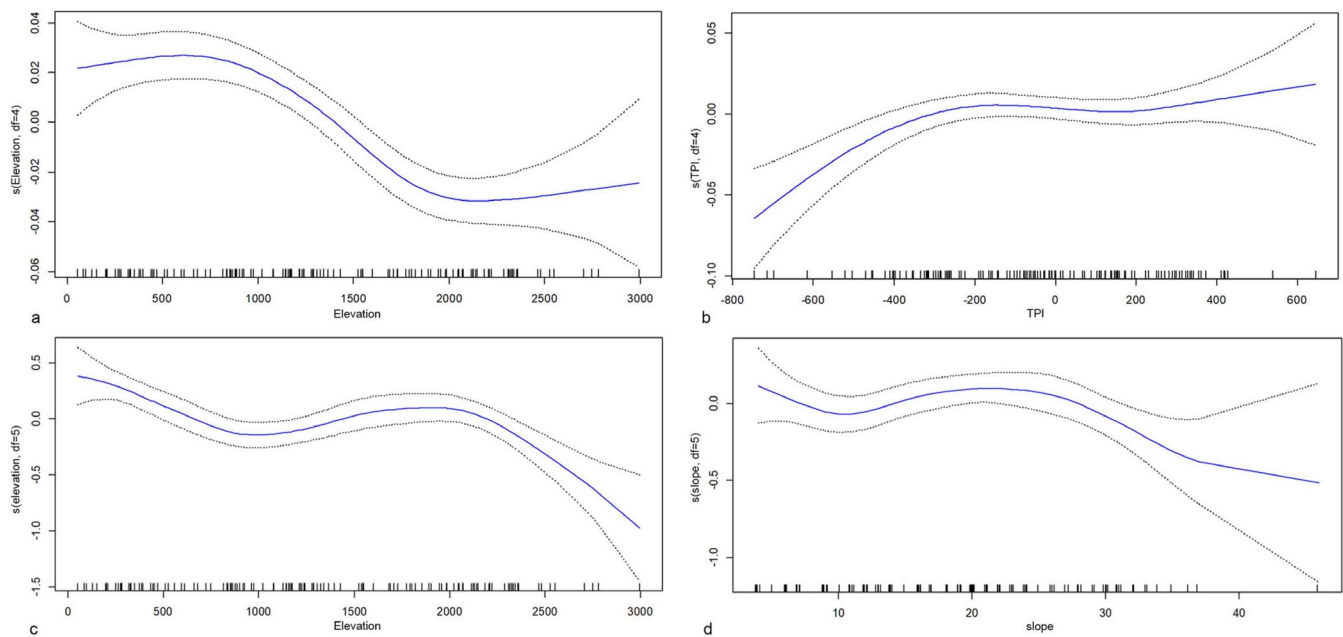 s(Elevation, df=4)
0.04
0.02
0.00
-0.02
-0.04
-0.06
0 500 1000 1500 2000 2500 3000
Elevation
a
s(TPI, df=4)
0.05
0.00
-0.05
-0.10
-800 -600 -400 -200 0 200 400 600
TPI
b
s(elevation, df=5)
0.5
0.0
-0.5
-1.0
-1.5
0 500 1000 1500 2000 2500 3000
Elevation
c
s(slope, df=5)
0.0
-0.5
-1.0
10 20 30 40
slope
d